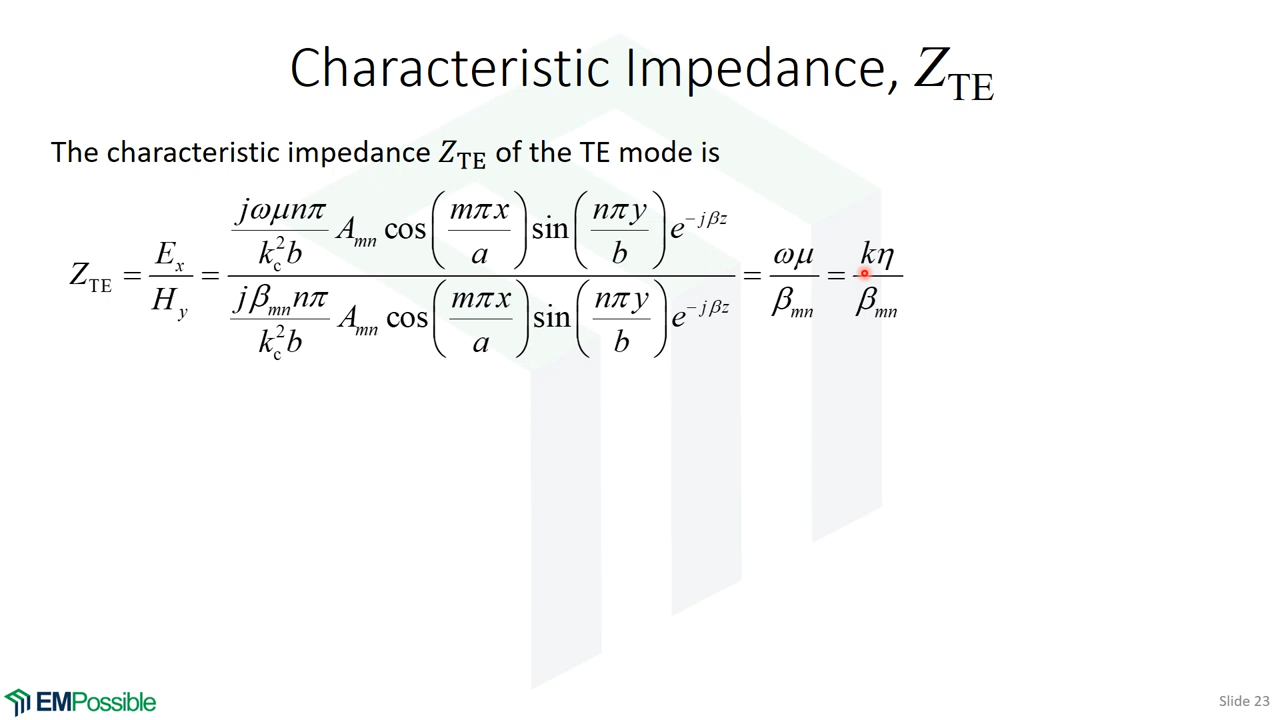 Characteristic Impedance, Z_TE
The characteristic impedance Z_TE of the TE mode is
Z_TE = E_x / H_y = ( (jωμnπ / k_c^2 b) A_mn cos(mπx / a) sin(nπy / b) e^{-jβz} ) / ( (jβ_mn nπ / k_c^2 b) A_mn cos(mπx / a) sin(nπy / b) e^{-jβz} ) = ωμ / β_mn = kη / β_mn
EMPossible
Slide 23